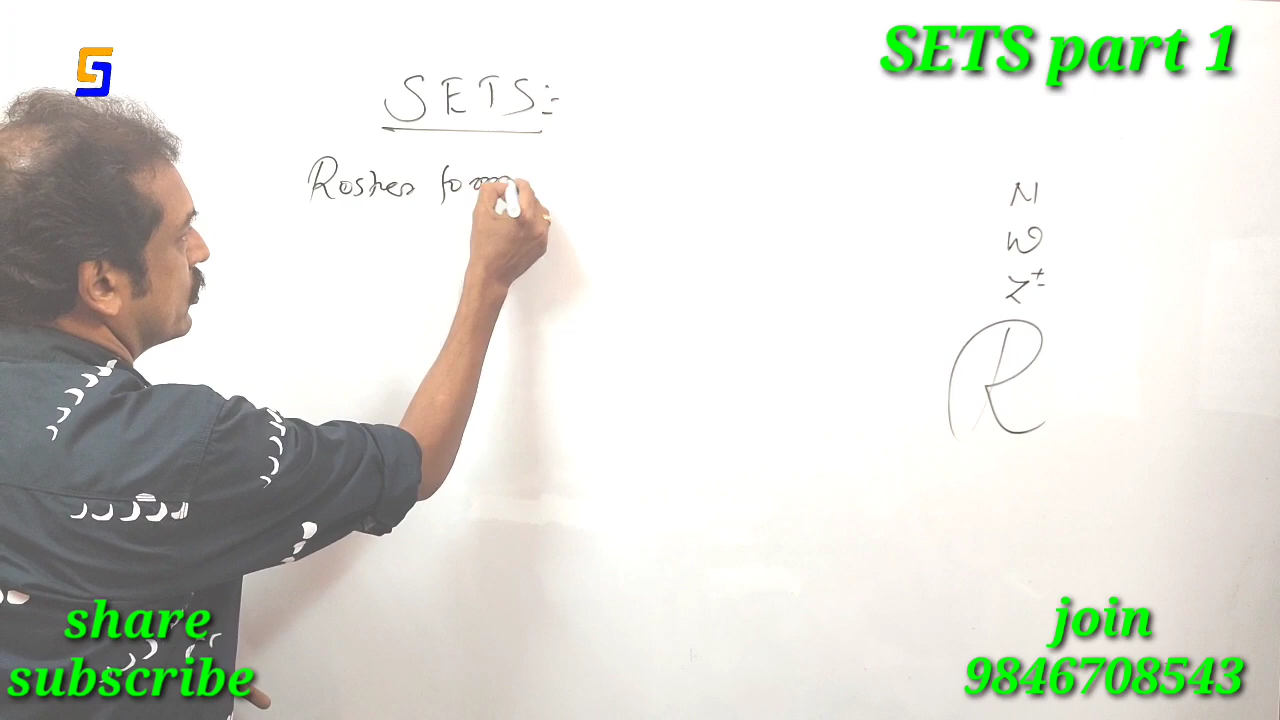 SETS part 1
SETS:-
Roster form
N
W
Z±
R
share
subscribe
join
9846708543